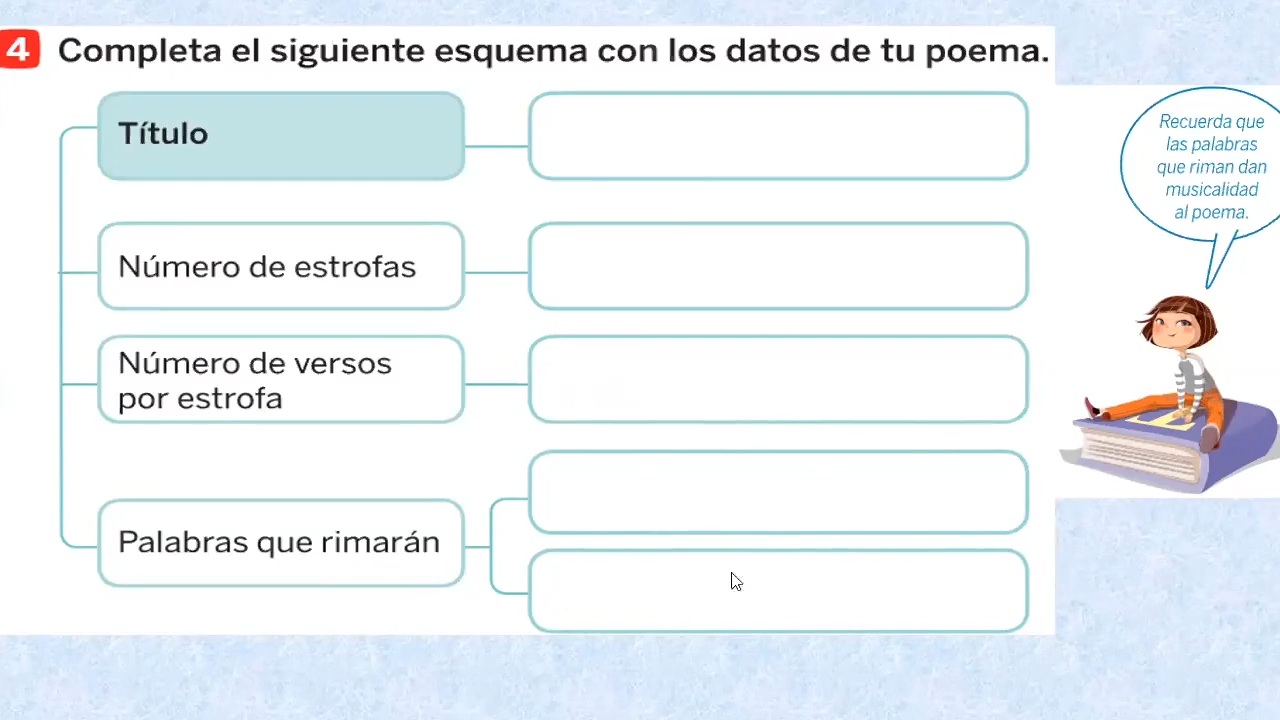 4 Completa el siguiente esquema con los datos de tu poema.
Título
Número de estrofas
Número de versos
por estrofa
Palabras que rimarán
Recuerda que
las palabras
que riman dan
musicalidad
al poema.